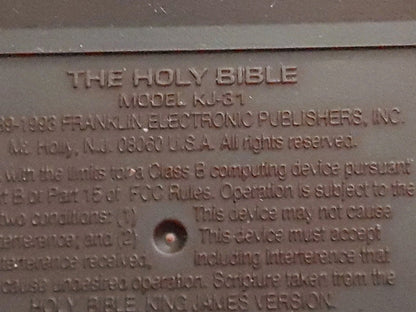 THE HOLY BIBLE
MODEL KJ-31
89-1993 FRANKLIN ELECTRONIC PUBLISHERS, INC.
Mt. Holly, N.J. 08060 U.S.A. All rights reserved.
with the limits for a Class B computing device pursuant
B of Part 15 of FCC Rules. Operation is subject to the
two conditions: (1) This device may not cause
terference, and (2) This device must accept
terference received, including interference that
cause undesired operation. Scripture taken from the
HOLY BIBLE, KING JAMES VERSION.